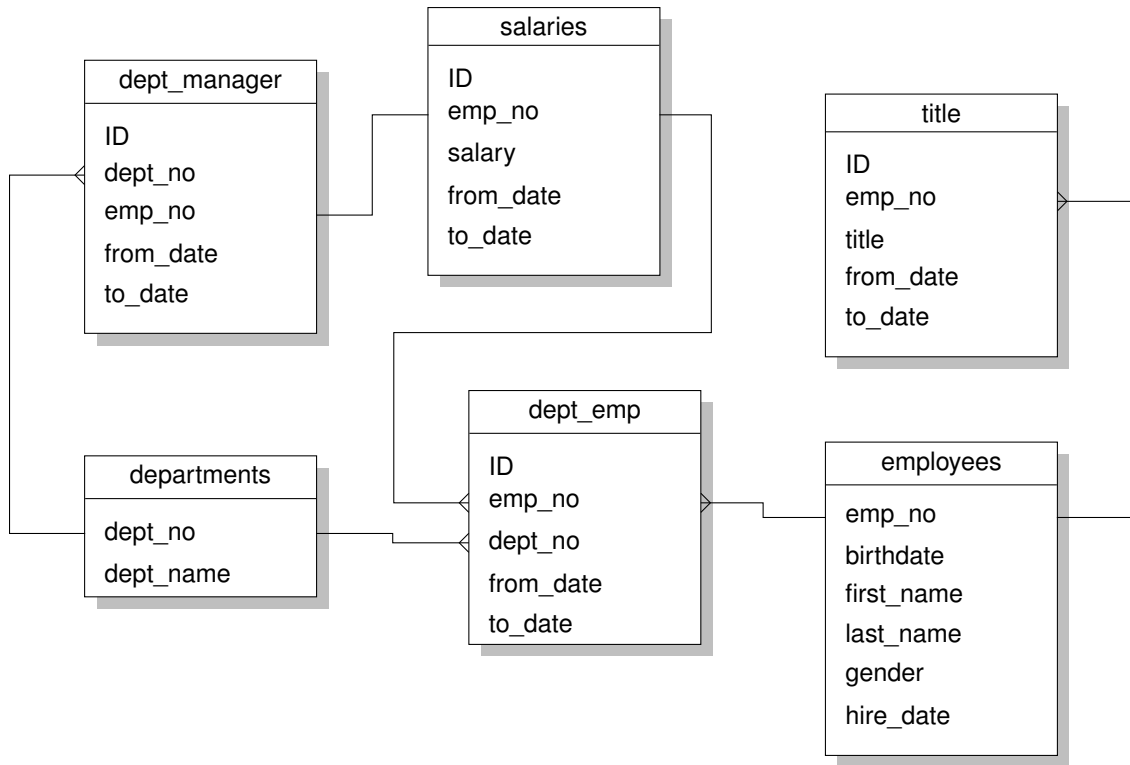 salaries
ID
emp_no
salary
from_date
to_date
dept_manager
ID
dept_no
emp_no
from_date
to_date
title
ID
emp_no
title
from_date
to_date
dept_emp
ID
emp_no
dept_no
from_date
to_date
departments
dept_no
dept_name
employees
emp_no
birthdate
first_name
last_name
gender
hire_date